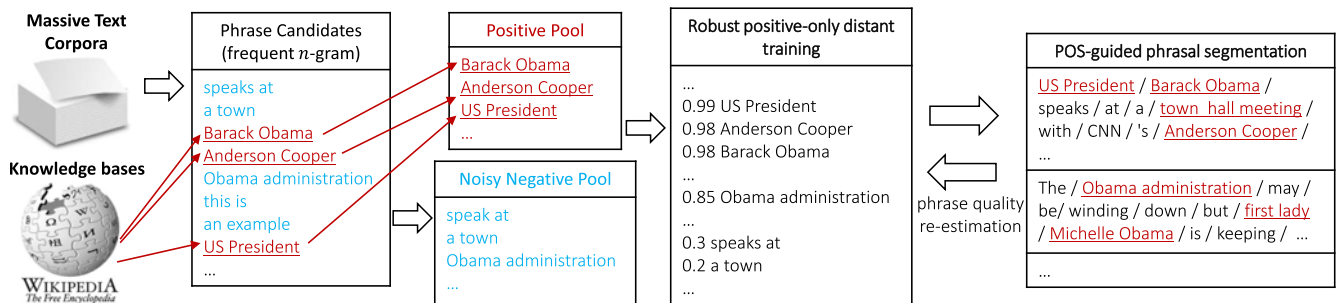 Massive Text
Corpora
Knowledge bases
WIKIPEDIA
The Free Encyclopedia
Phrase Candidates
(frequent n-gram)
speaks at
a town
Barack Obama
Anderson Cooper
Obama administration
this is
an example
US President
...
Positive Pool
Barack Obama
Anderson Cooper
US President
...
Noisy Negative Pool
speak at
a town
Obama administration
...
Robust positive-only distant
training
...
0.99 US President
0.98 Anderson Cooper
0.98 Barack Obama
...
0.85 Obama administration
...
0.3 speaks at
0.2 a town
...
phrase quality
re-estimation
POS-guided phrasal segmentation
US President / Barack Obama /
speaks / at / a / town hall meeting /
with / CNN / 's / Anderson Cooper /
...
The / Obama administration / may /
be/ winding / down / but / first lady
/ Michelle Obama / is / keeping / ...
...